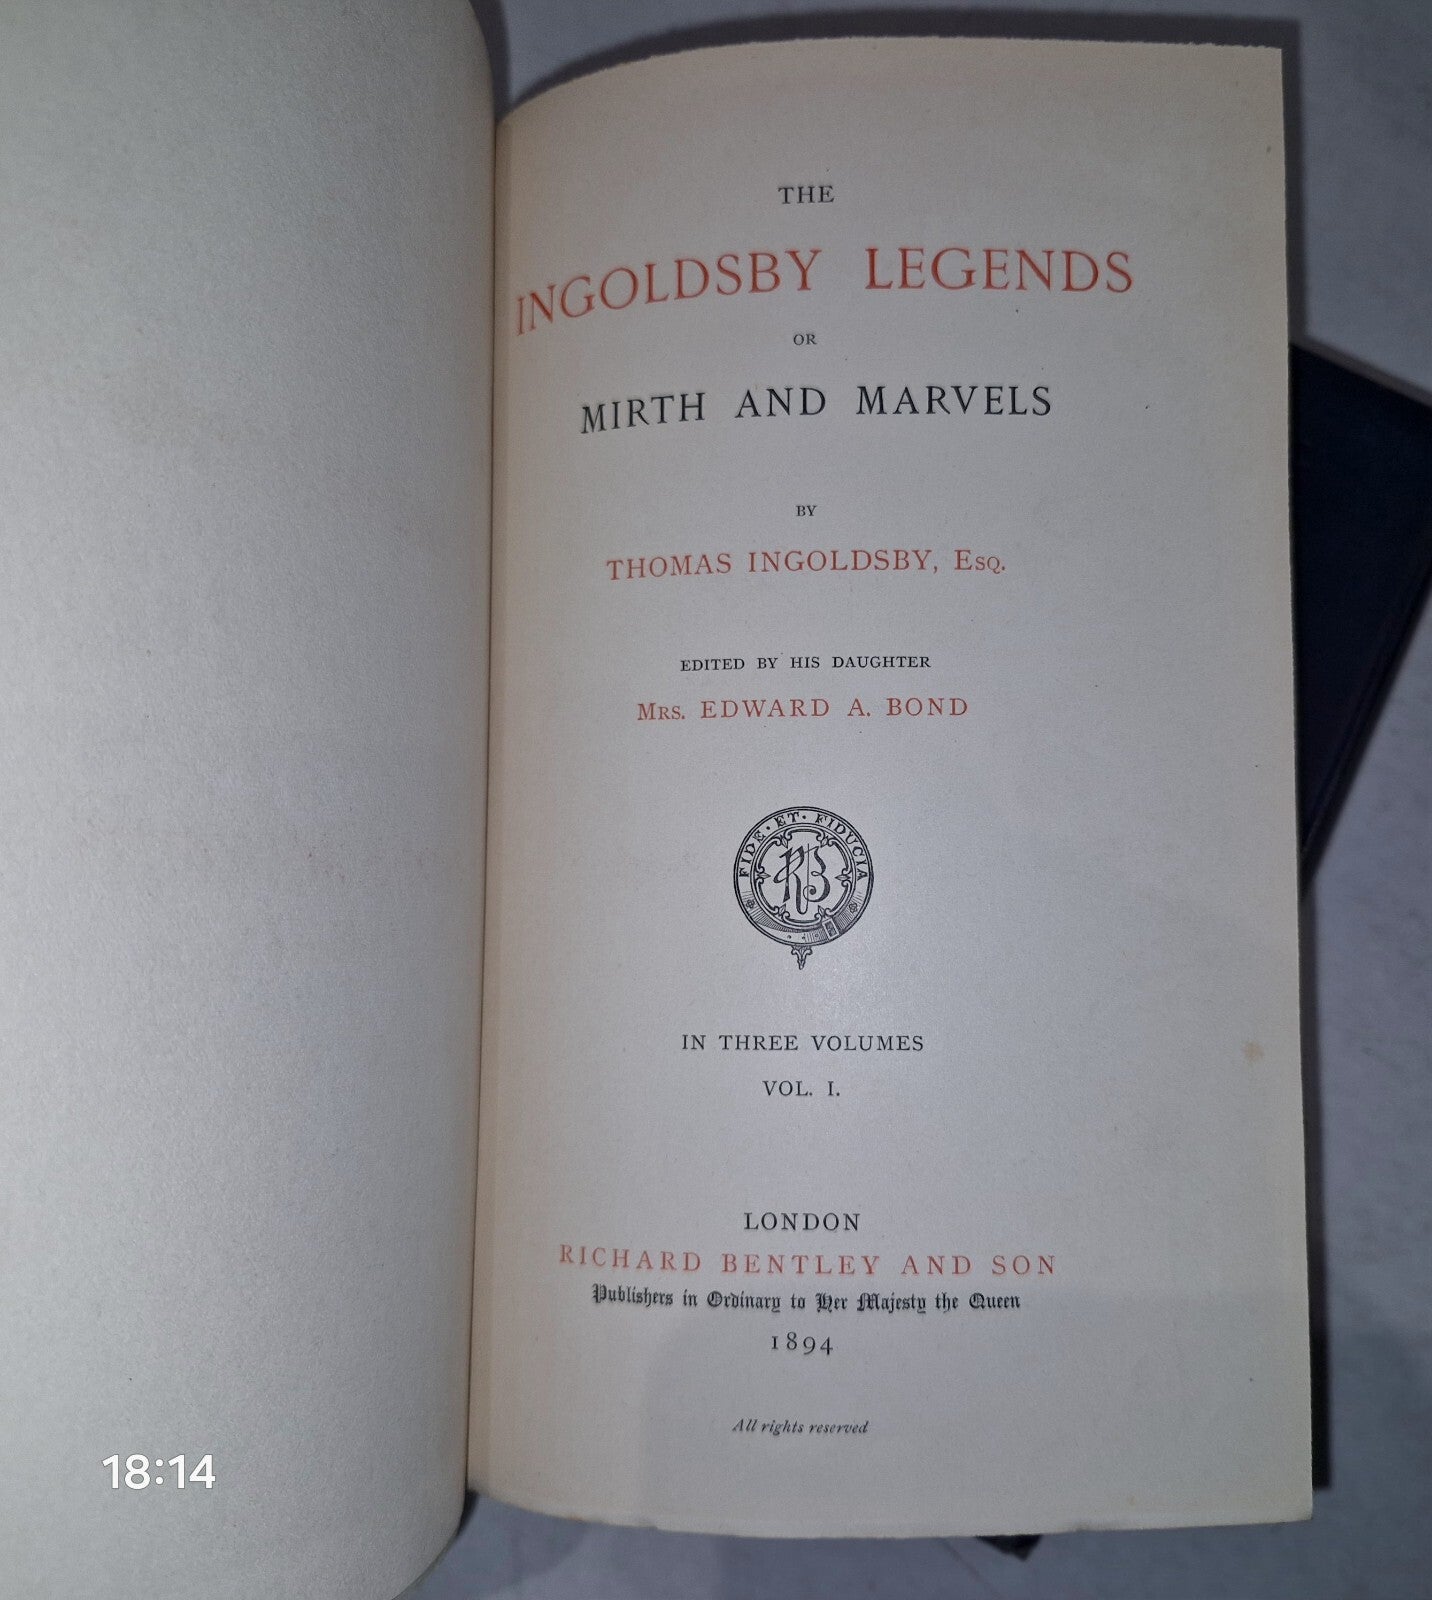 THE
INGOLDSBY LEGENDS
OR
MIRTH AND MARVELS
BY
THOMAS INGOLDSBY, Esq.
EDITED BY HIS DAUGHTER
Mrs. EDWARD A. BOND
FIDE · ET · FIDUCIA
RB
IN THREE VOLUMES
VOL. I.
LONDON
RICHARD BENTLEY AND SON
Publishers in Ordinary to Her Majesty the Queen
1894
All rights reserved
18:14